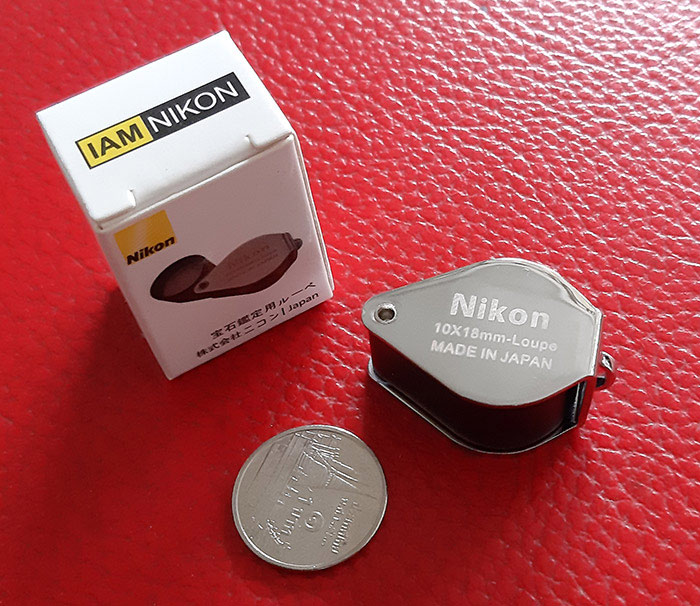 IAM NIKON
Nikon
Nikon
宝石鑑定用ルーペ
株式会社ニコン | Japan
Nikon
10X18mm-Loupe
MADE IN JAPAN